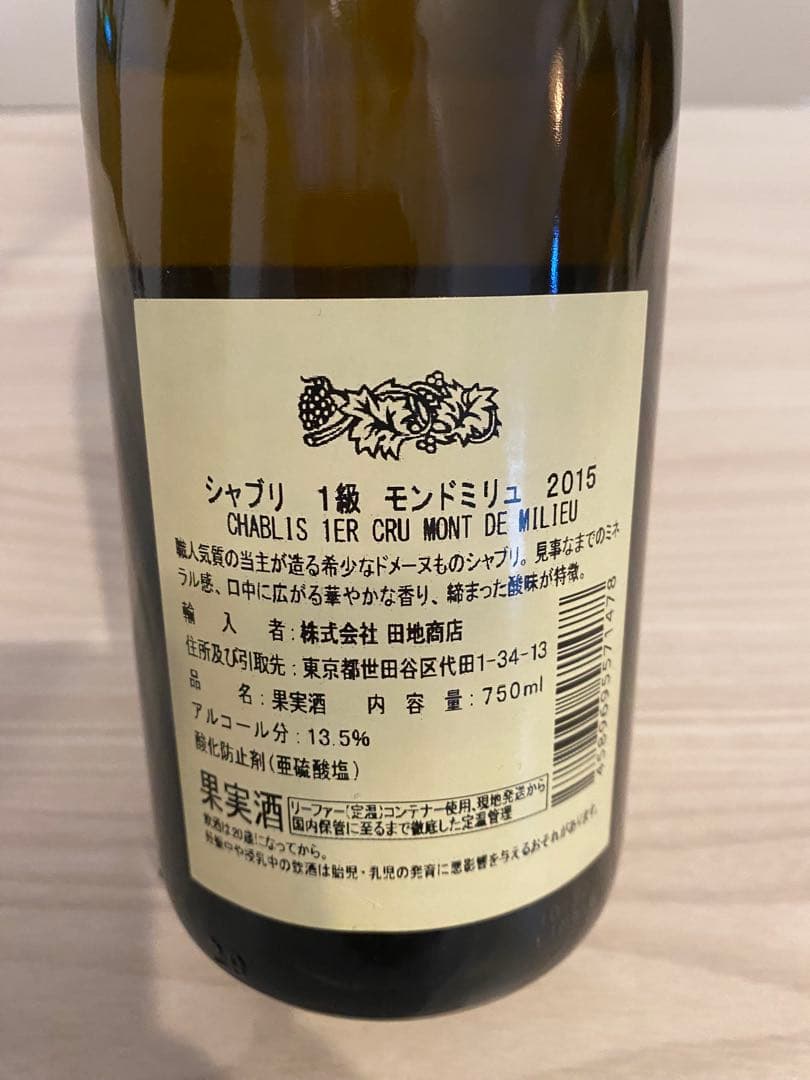 シャブリ 1級 モンドミリュ 2015
CHABLIS 1ER CRU MONT DE MILIEU
職人気質の当主が造る希少なドメーヌものシャブリ。見事なまでのミネ
ラル感、口中に広がる華やかな香り、締まった酸味が特徴。
輸入者:株式会社 田地商店
住所及び引取先:東京都世田谷区代田1-34-13
品名:果実酒 内容量:750ml
アルコール分:13.5%
酸化防止剤(亜硫酸塩)
果実酒
リーファー(定温)コンテナー使用、現地発送から
国内保管に至るまで徹底した定温管理
飲酒は20歳になってから。
妊娠中や授乳中の飲酒は胎児・乳児の発育に悪影響を与えるおそれがあります。
4589695571478